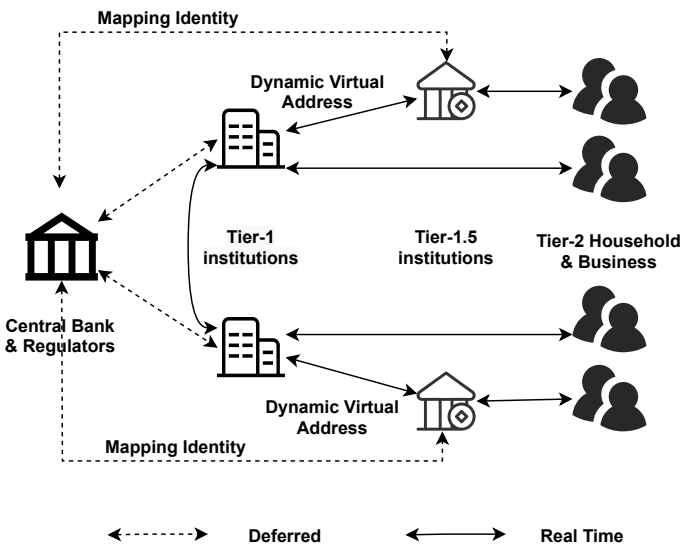 Mapping Identity
Dynamic Virtual
Address
Tier-1
institutions
Tier-1.5
institutions
Tier-2 Household
& Business
Central Bank
& Regulators
Dynamic Virtual
Address
Mapping Identity
Deferred
Real Time